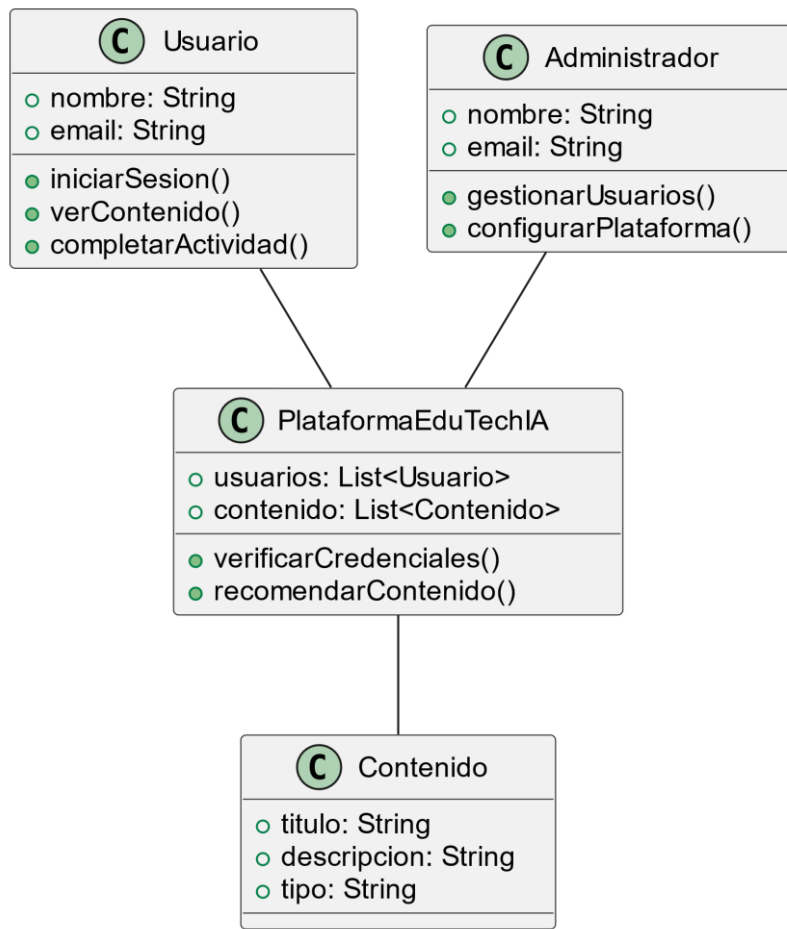 C Usuario
nombre: String
email: String
iniciarSesion()
verContenido()
completarActividad()
C Administrador
nombre: String
email: String
gestionarUsuarios()
configurarPlataforma()
C PlataformaEduTechIA
usuarios: List<Usuario>
contenido: List<Contenido>
verificarCredenciales()
recomendarContenido()
C Contenido
titulo: String
descripcion: String
tipo: String